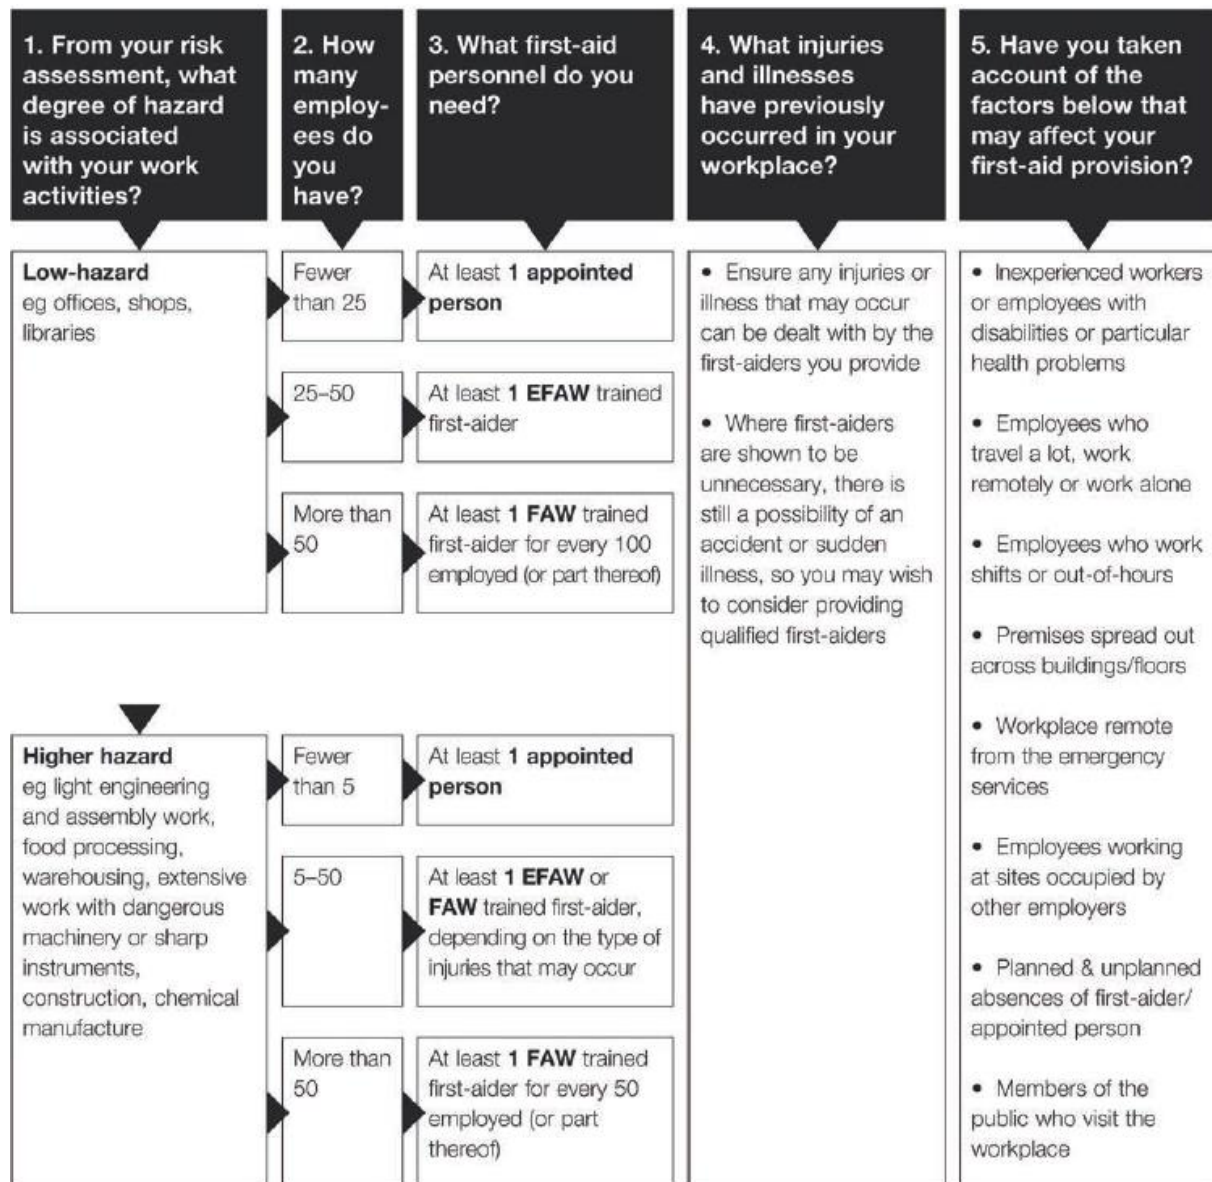 1. From your risk
assessment, what
degree of hazard
is associated
with your work
activities?
2. How
many
employ-
ees do
you
have?
3. What first-aid
personnel do you
need?
4. What injuries
and illnesses
have previously
occurred in your
workplace?
5. Have you taken
account of the
factors below that
may affect your
first-aid provision?
Low-hazard
eg offices, shops,
libraries
Fewer
than 25
At least 1 appointed
person
25–50
At least 1 EFAW trained
first-aider
More than
50
At least 1 FAW trained
first-aider for every 100
employed (or part thereof)
Higher hazard
eg light engineering
and assembly work,
food processing,
warehousing, extensive
work with dangerous
machinery or sharp
instruments,
construction, chemical
manufacture
Fewer
than 5
At least 1 appointed
person
5–50
At least 1 EFAW or
FAW trained first-aider,
depending on the type of
injuries that may occur
More than
50
At least 1 FAW trained
first-aider for every 50
employed (or part
thereof)
• Ensure any injuries or
illness that may occur
can be dealt with by the
first-aiders you provide
• Where first-aiders
are shown to be
unnecessary, there is
still a possibility of an
accident or sudden
illness, so you may wish
to consider providing
qualified first-aiders
• Inexperienced workers
or employees with
disabilities or particular
health problems
• Employees who
travel a lot, work
remotely or work alone
• Employees who work
shifts or out-of-hours
• Premises spread out
across buildings/floors
• Workplace remote
from the emergency
services
• Employees working
at sites occupied by
other employers
• Planned & unplanned
absences of first-aider/
appointed person
• Members of the
public who visit the
workplace